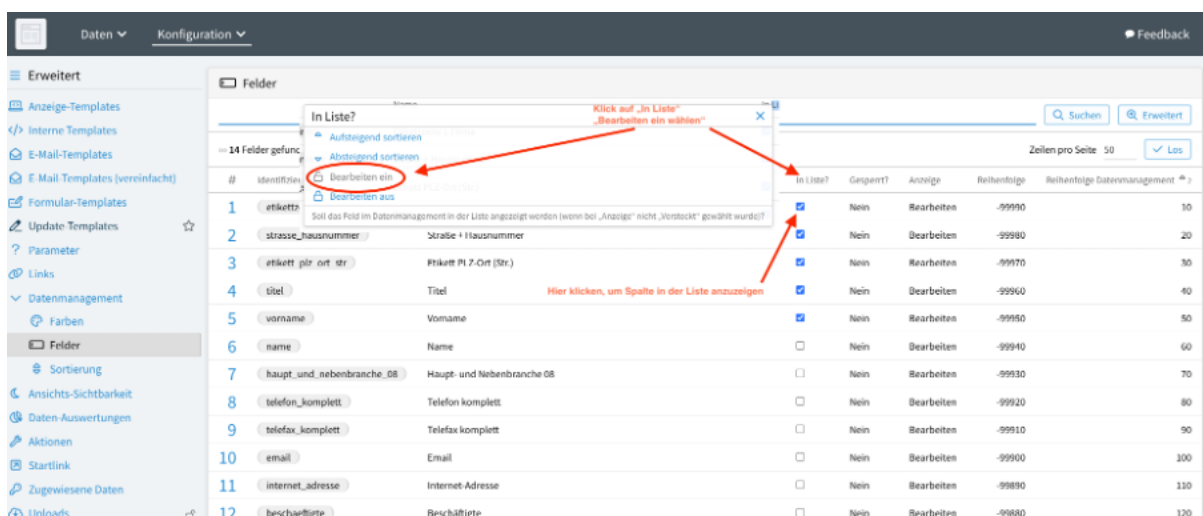 Daten Konfiguration Feedback
Erweitert
Anzeige-Templates
Interne Templates
E-Mail-Templates
E-Mail-Templates (vereinfacht)
Formular-Templates
Update Templates
Parameter
Links
Datenmanagement
Farben
Felder
Sortierung
Ansichts-Sichtbarkeit
Daten-Auswertungen
Aktionen
Startlink
Zugewiesene Daten
Uploads
Felder
In Liste?
Aufsteigend sortieren
Absteigend sortieren
Bearbeiten ein
Bearbeiten aus
Soll das Feld im Datenmanagement in der Liste angezeigt werden (wenn bei „Anzeige“ nicht „Versteckt“ gewählt wurde)?
Klick auf „In Liste“
„Bearbeiten ein wählen“
Suchen Erweitert
14 Felder Zeilen pro Seite 50 Los
# In Liste? Gesperrt? Anzeige Reihenfolge Reihenfolge Datenmanagement 2
1 Nein Bearbeiten -99990 10
2 strasse_hausnummer Straße + Hausnummer Nein Bearbeiten -99980 20
3 etikett_plz_ort_str Etikett PLZ-Ort (Str.) Nein Bearbeiten -99970 30
4 titel Titel Nein Bearbeiten -99960 40
Hier klicken, um Spalte in der Liste anzuzeigen
5 vorname Vorname Nein Bearbeiten -99950 50
6 name Name Nein Bearbeiten -99940 60
7 haupt_und_nebenbranche_08 Haupt- und Nebenbranche 08 Nein Bearbeiten -99930 70
8 telefon_komplett Telefon komplett Nein Bearbeiten -99920 80
9 telefax_komplett Telefax komplett Nein Bearbeiten -99910 90
10 email Email Nein Bearbeiten -99900 100
11 internet_adresse Internet-Adresse Nein Bearbeiten -99890 110
12 beschaeftigte Beschäftigte Nein Bearbeiten -99880 120